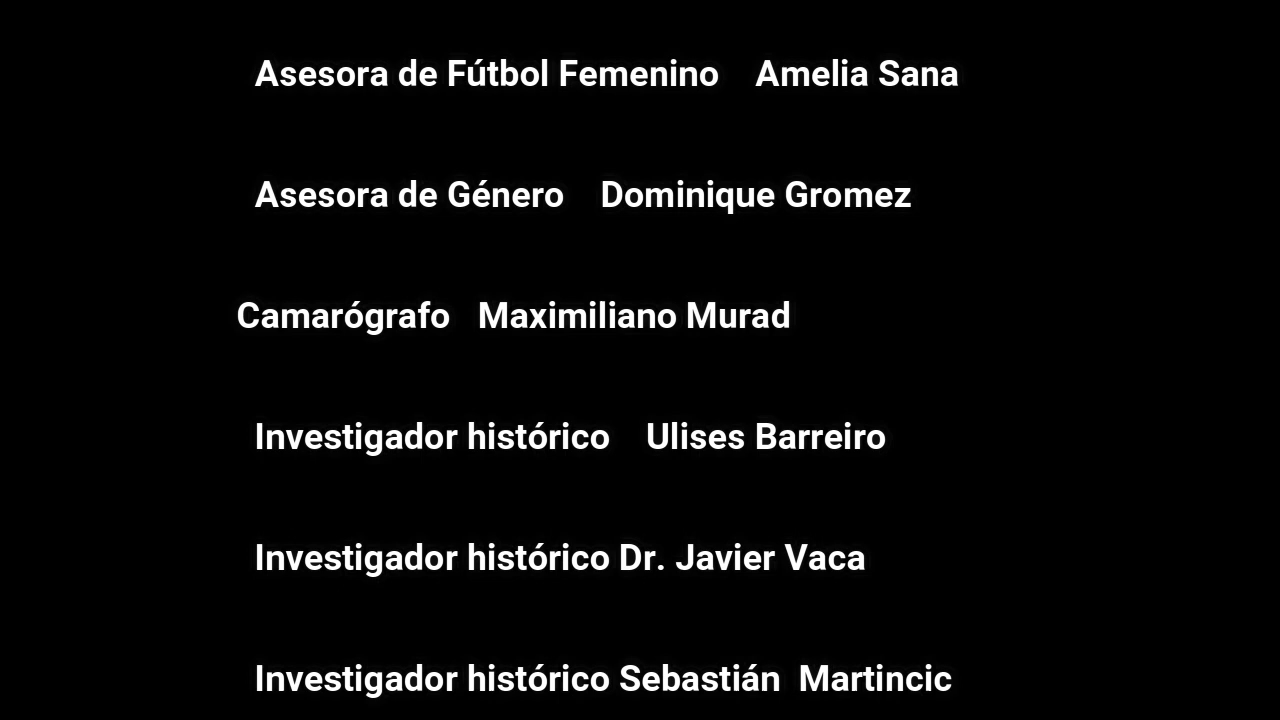 Asesora de Fútbol Femenino    Amelia Sana
Asesora de Género    Dominique Gromez
Camarógrafo   Maximiliano Murad
Investigador histórico    Ulises Barreiro
Investigador histórico Dr. Javier Vaca
Investigador histórico Sebastián  Martincic